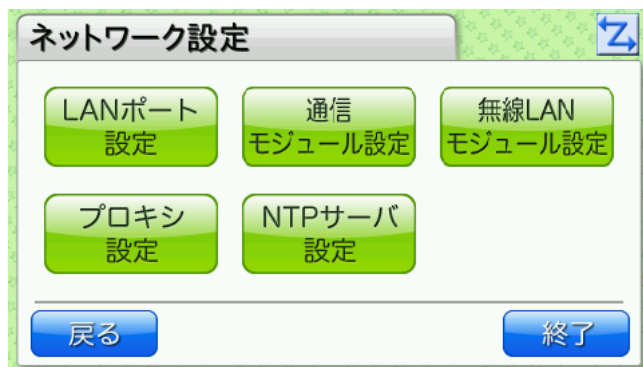 ネットワーク設定
Z
LANポート
設定
通信
モジュール設定
無線LAN
モジュール設定
プロキシ
設定
NTPサーバ
設定
戻る
終了